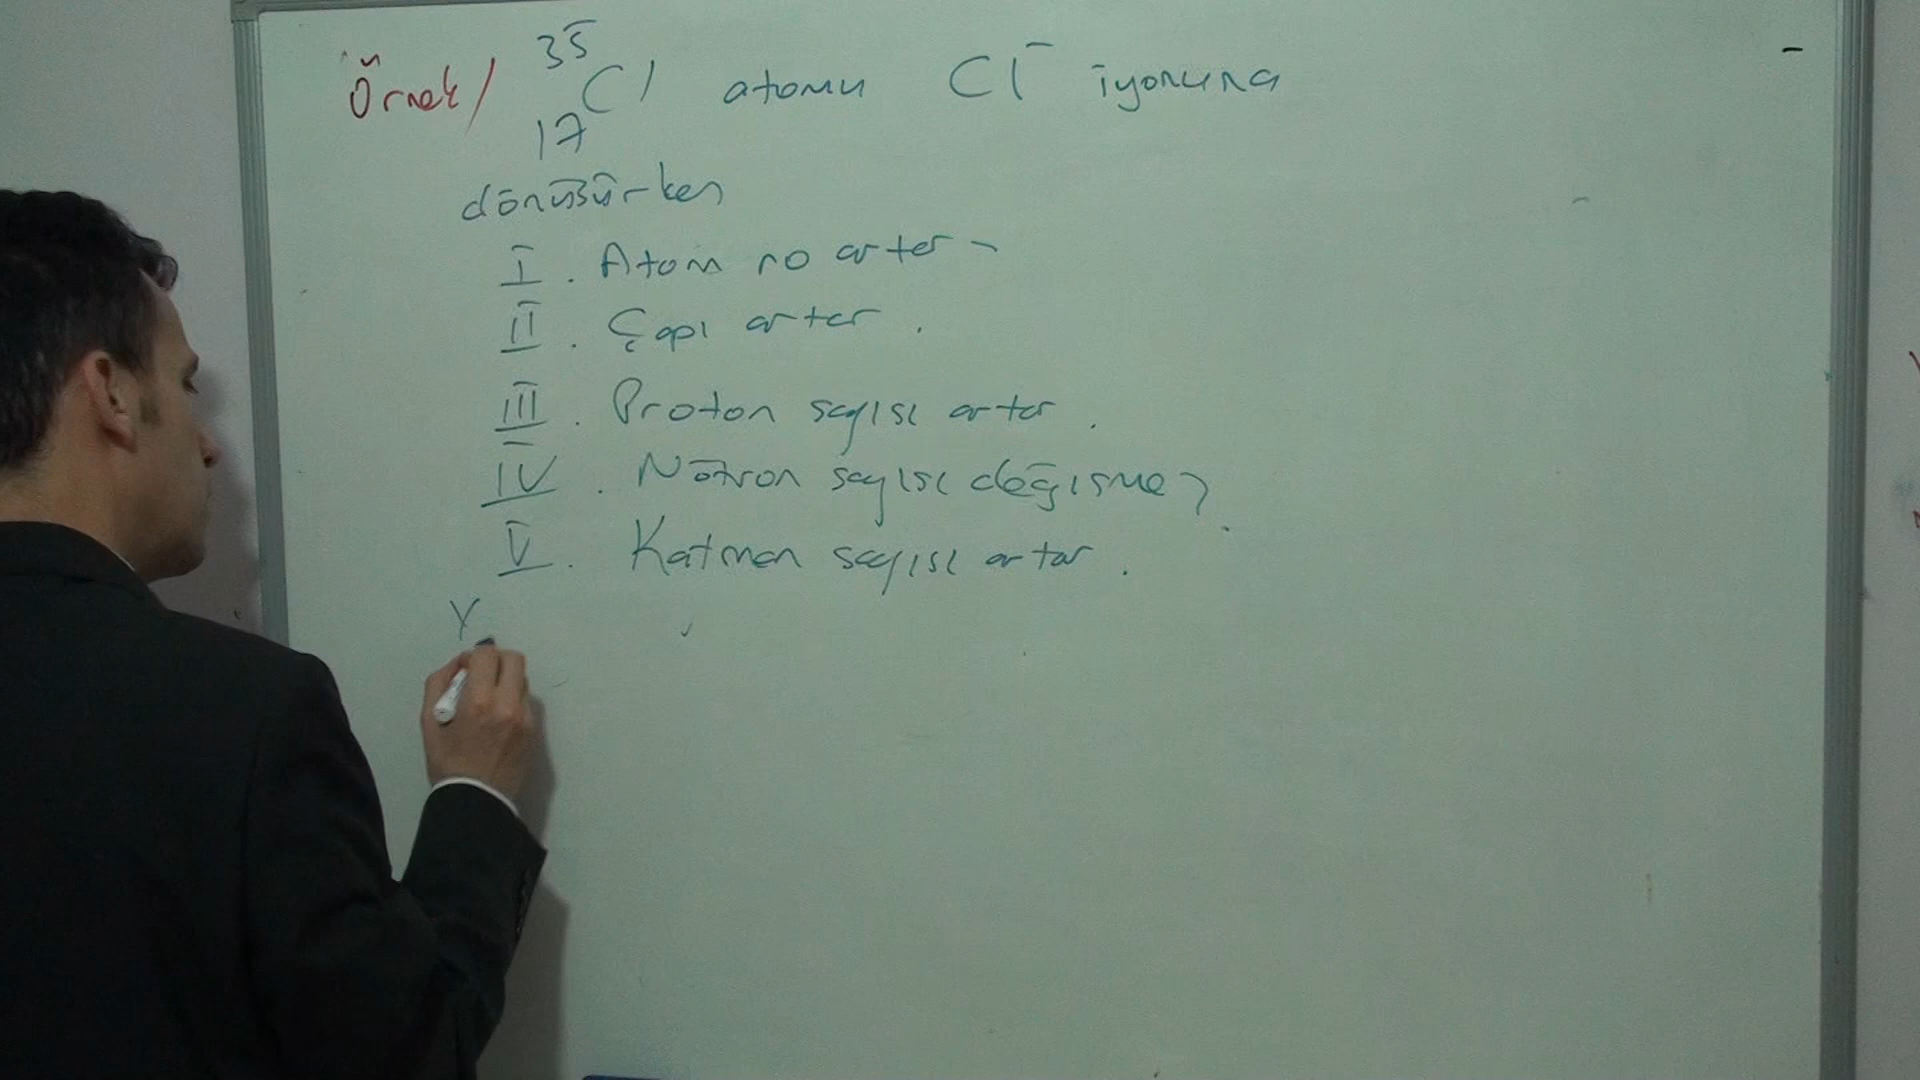 Örnek/ 35 17 Cl atomu Cl⁻ iyonuna
dönüşürken
I. Atom no artar
II. Çapı artar.
III. Proton sayısı artar.
IV. Nötron sayısı değişmez.
V. Katman sayısı artar.
Y